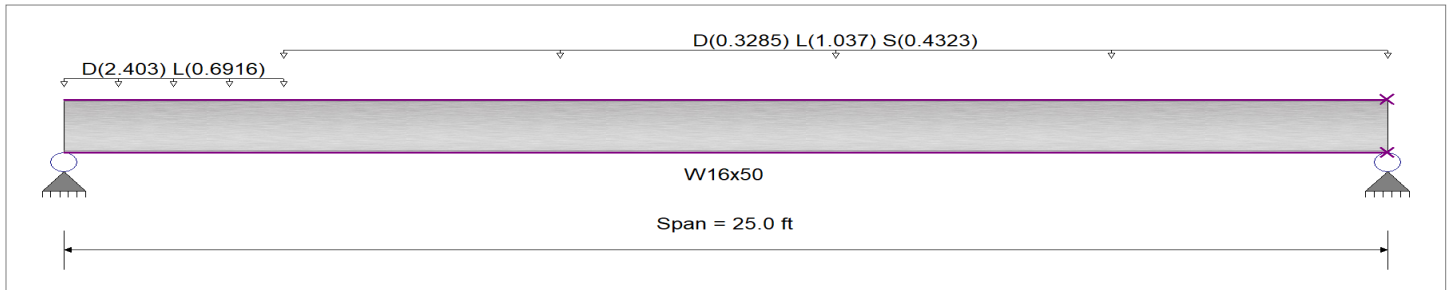 D(0.3285) L(1.037) S(0.4323)
D(2.403) L(0.6916)
W16x50
Span = 25.0 ft